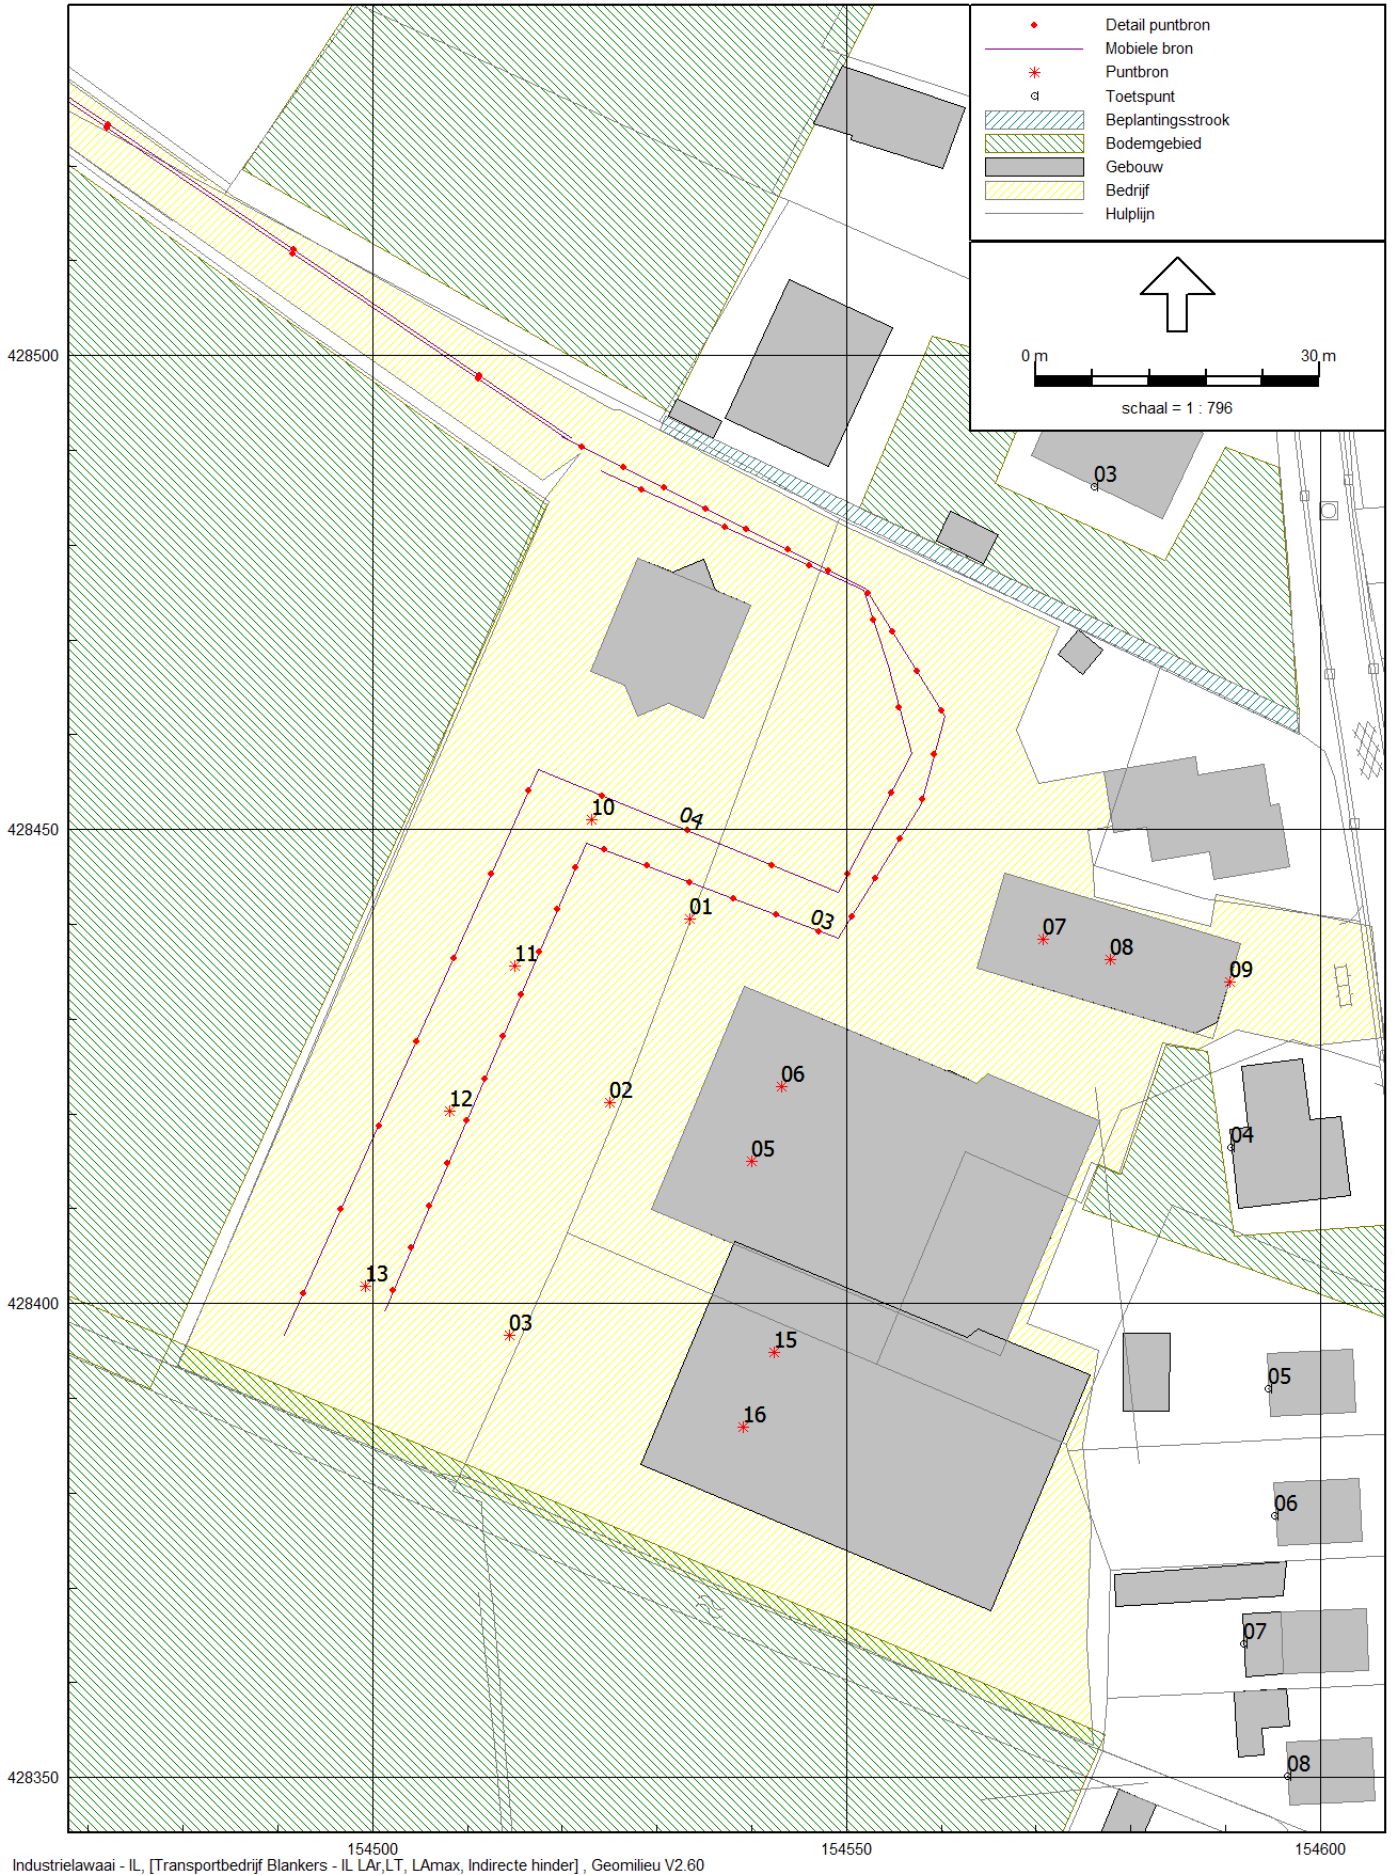 Detail puntbron
Mobiele bron
Puntbron
Toetspunt
Beplantingsstrook
Bodemgebied
Gebouw
Bedrijf
Hulplijn
0 m 30 m
schaal = 1 : 796
428500
03
10
04
428450
01
03
11
07
08
09
06
02
12
05
04
13
428400
03
15
05
16
06
07
08
428350
154500 154550 154600
Industrielawaai - IL, [Transportbedrijf Blankers - IL LAr,LT, LAmax, Indirecte hinder] , Geomilieu V2.60